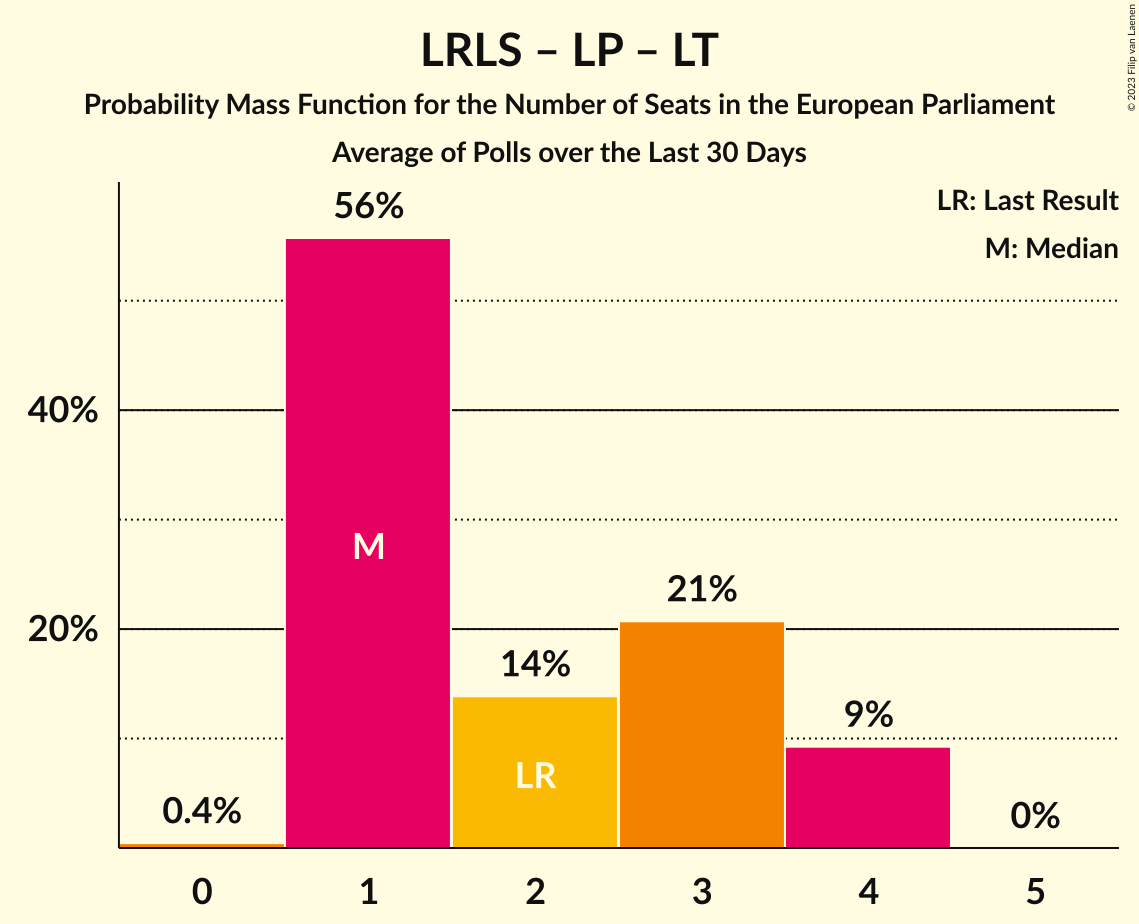 LRLS – LP – LT
Probability Mass Function for the Number of Seats in the European Parliament
Average of Polls over the Last 30 Days
© 2023 Filip van Laenen
LR: Last Result
M: Median
56%
40%
M
21%
20%
14%
9%
LR
0.4%
0%
0 1 2 3 4 5